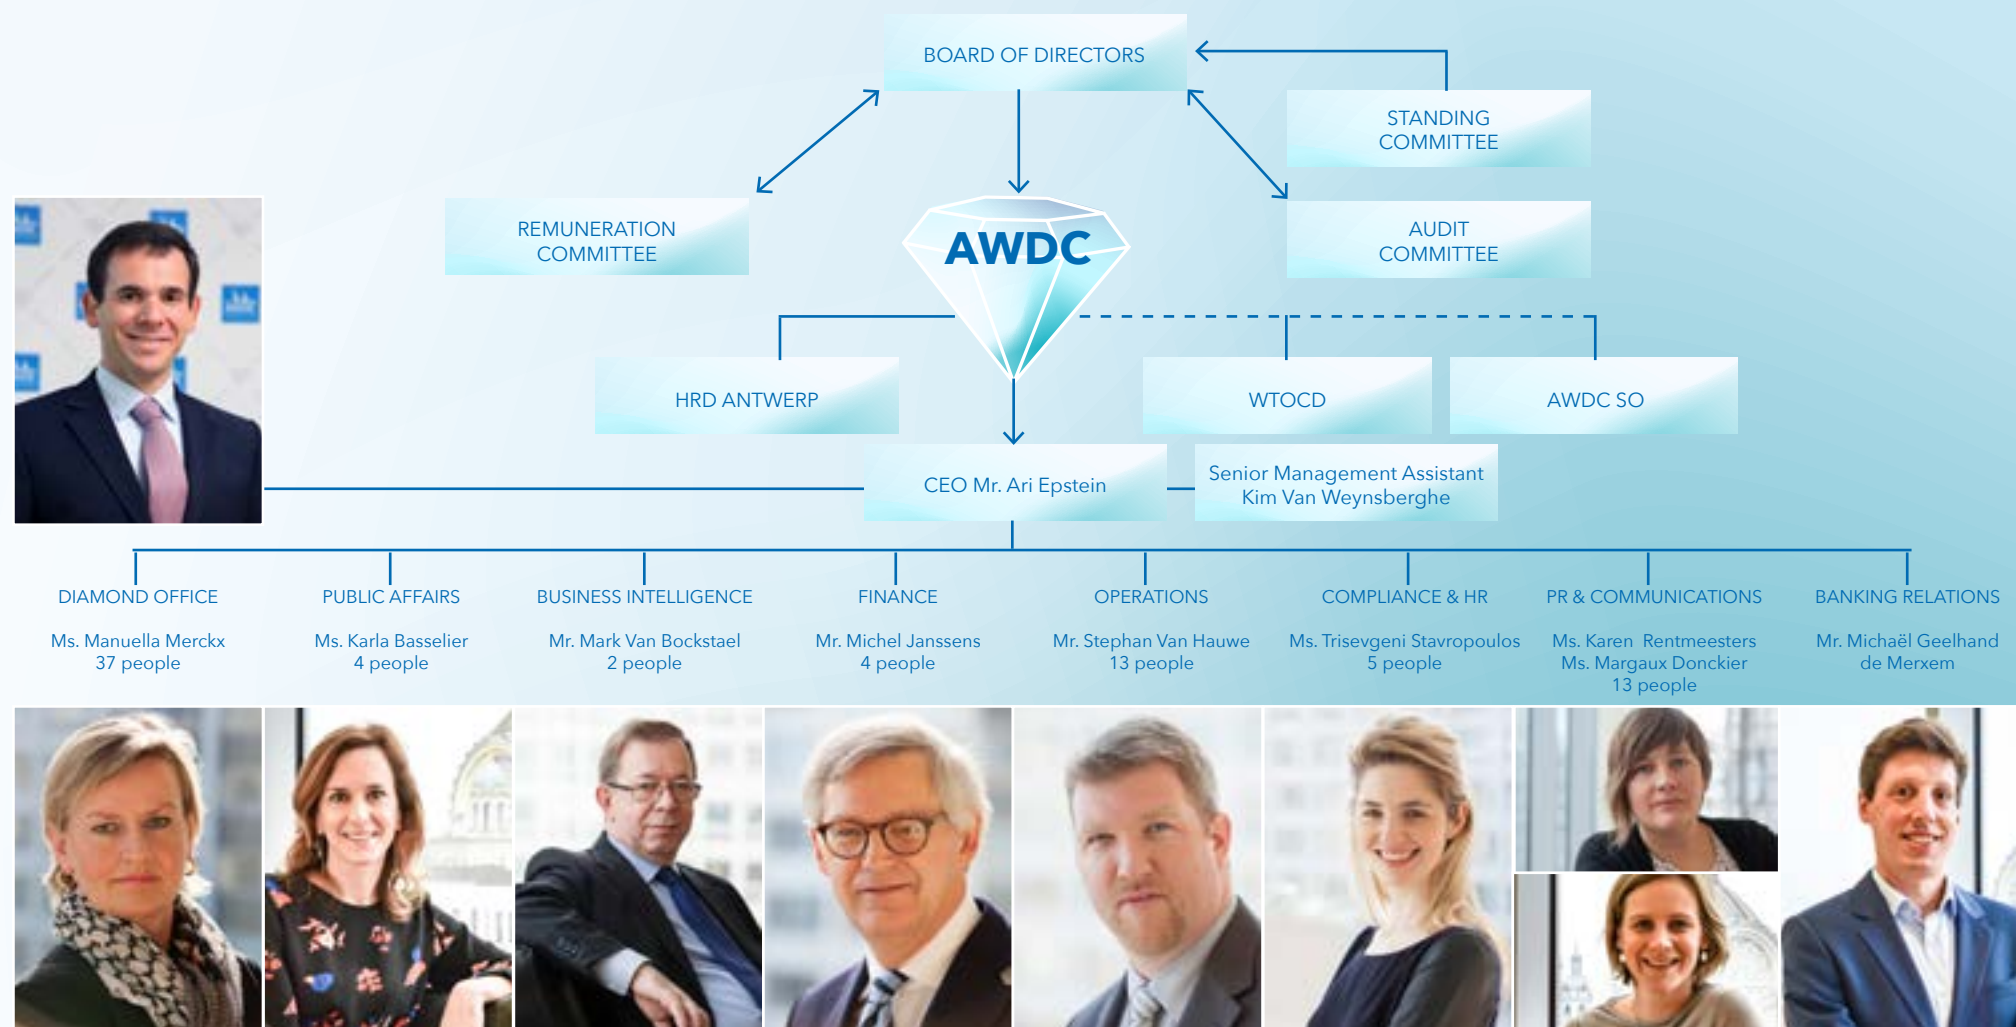 BOARD OF DIRECTORS
STANDING
COMMITTEE
REMUNERATION
COMMITTEE
AWDC
AUDIT
COMMITTEE
HRD ANTWERP
WTOCD
AWDC SO
CEO Mr. Ari Epstein
Senior Management Assistant
Kim Van Weynsberghe
DIAMOND OFFICE
Ms. Manuella Merckx
37 people
PUBLIC AFFAIRS
Ms. Karla Basselier
4 people
BUSINESS INTELLIGENCE
Mr. Mark Van Bockstael
2 people
FINANCE
Mr. Michel Janssens
4 people
OPERATIONS
Mr. Stephan Van Hauwe
13 people
COMPLIANCE & HR
Ms. Trisevgeni Stavropoulos
5 people
PR & COMMUNICATIONS
Ms. Karen Rentmeesters
Ms. Margaux Donckier
13 people
BANKING RELATIONS
Mr. Michaël Geelhand
de Merxem